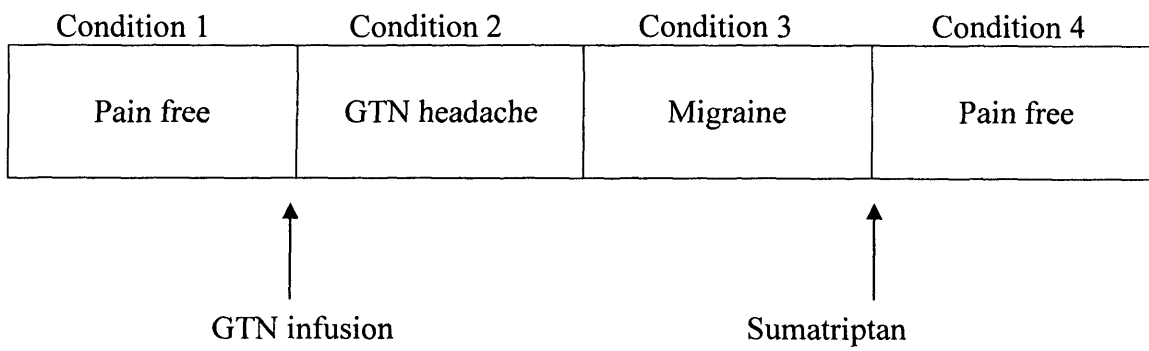 Condition 1 Condition 2 Condition 3 Condition 4
Pain free GTN headache Migraine Pain free
GTN infusion Sumatriptan